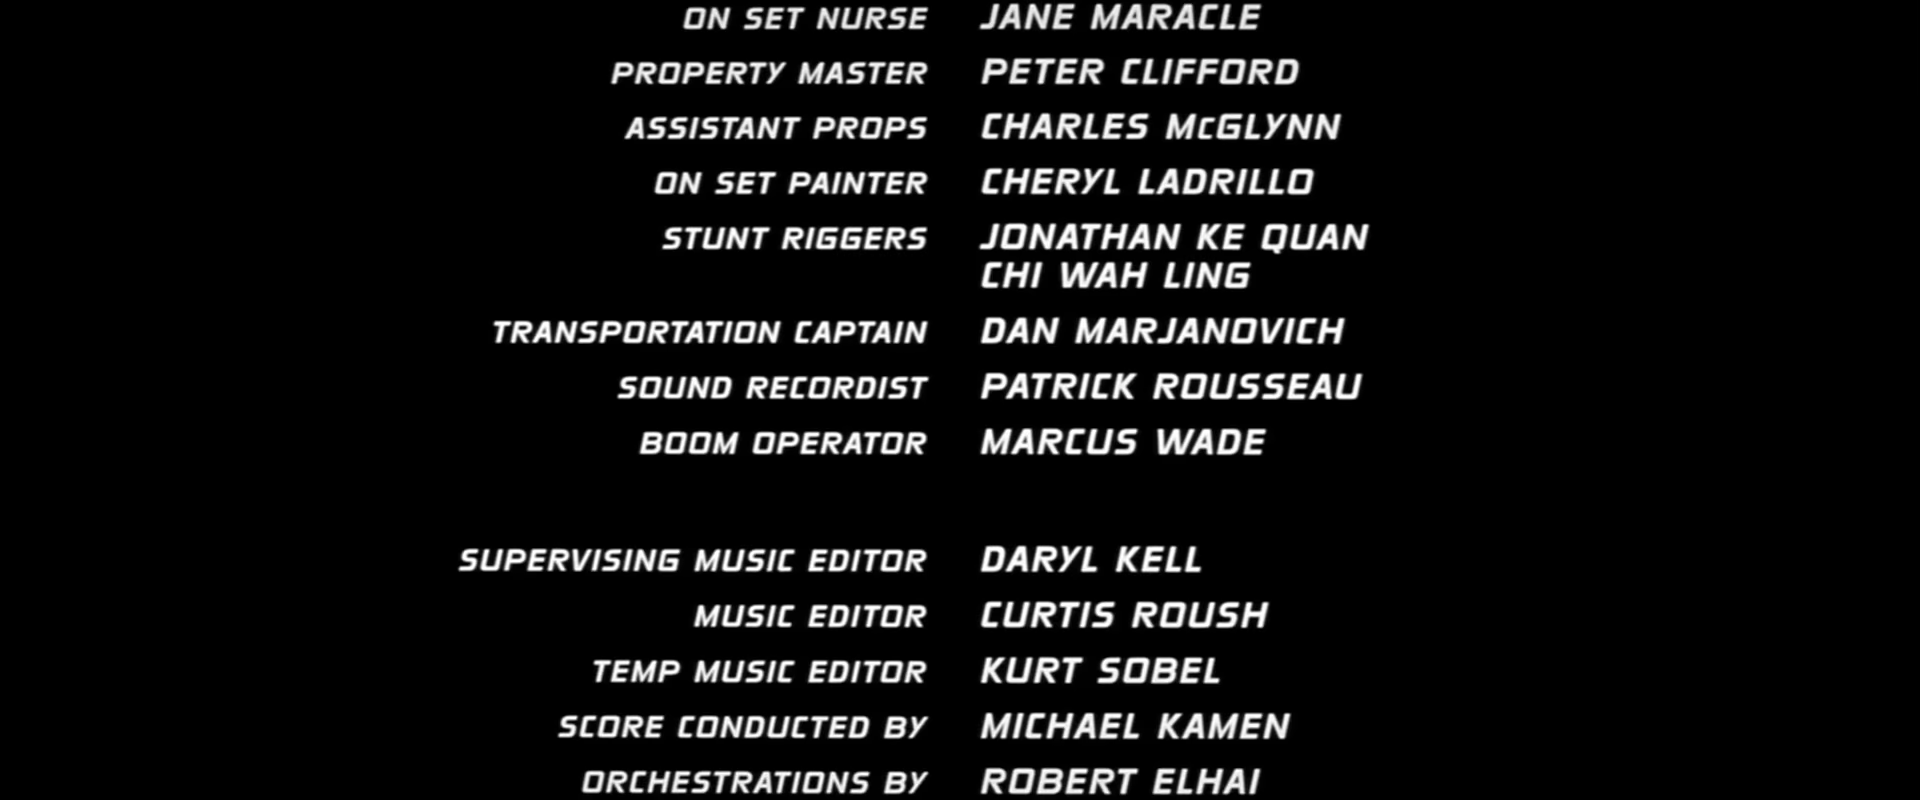 ON SET NURSE JANE MARACLE
PROPERTY MASTER PETER CLIFFORD
ASSISTANT PROPS CHARLES McGLYNN
ON SET PAINTER CHERYL LADRILLO
STUNT RIGGERS JONATHAN KE QUAN
CHI WAH LING
TRANSPORTATION CAPTAIN DAN MARJANOVICH
SOUND RECORDIST PATRICK ROUSSEAU
BOOM OPERATOR MARCUS WADE
SUPERVISING MUSIC EDITOR DARYL KELL
MUSIC EDITOR CURTIS ROUSH
TEMP MUSIC EDITOR KURT SOBEL
SCORE CONDUCTED BY MICHAEL KAMEN
ORCHESTRATIONS BY ROBERT ELHAI